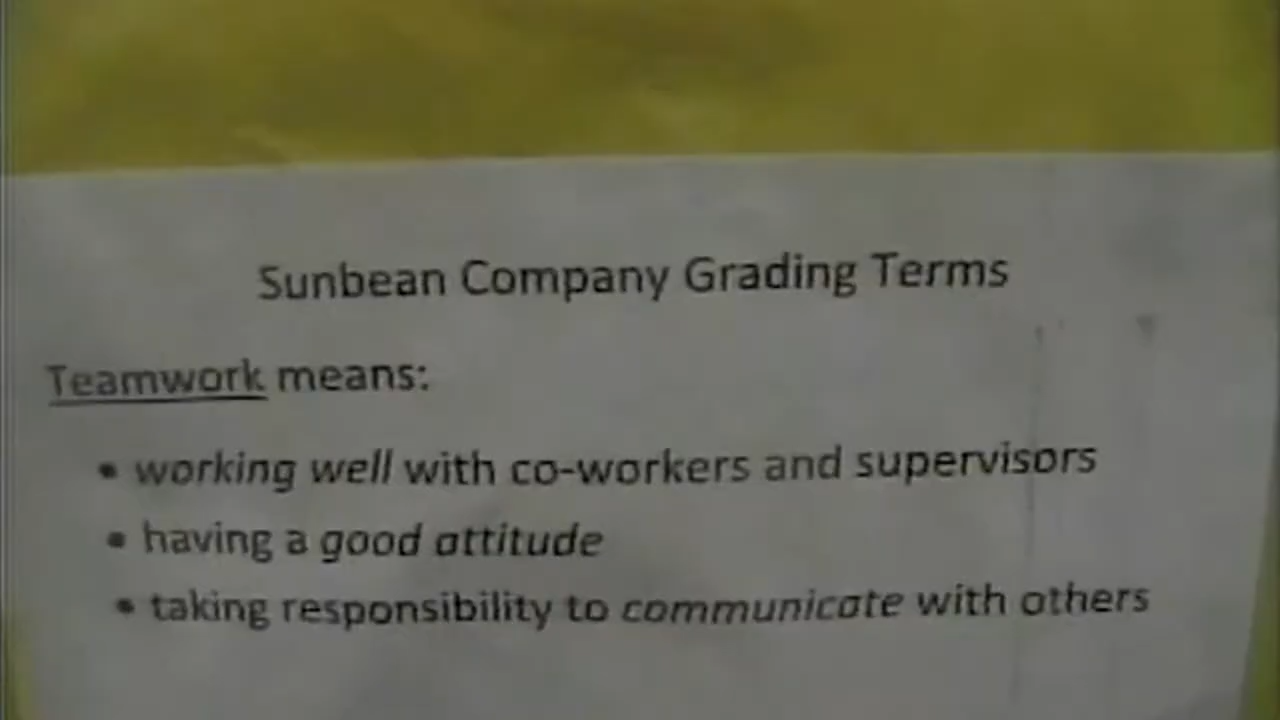 Sunbean Company Grading Terms
Teamwork means:
• working well with co-workers and supervisors
• having a good attitude
• taking responsibility to communicate with others